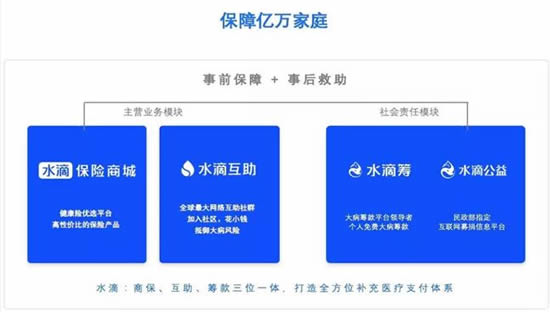 保障亿万家庭
事前保障 + 事后救助
主营业务模块
社会责任模块
水滴 保险商城
健康险优选平台
高性价比的保险产品
水滴互助
全球最大网络互助社群
加入社区，花小钱
抵御大病风险
水滴筹
大病筹款平台领导者
个人免费大病筹款
水滴公益
民政部指定
互联网募捐信息平台
水滴：商保、互助、筹款三位一体，打造全方位补充医疗支付体系